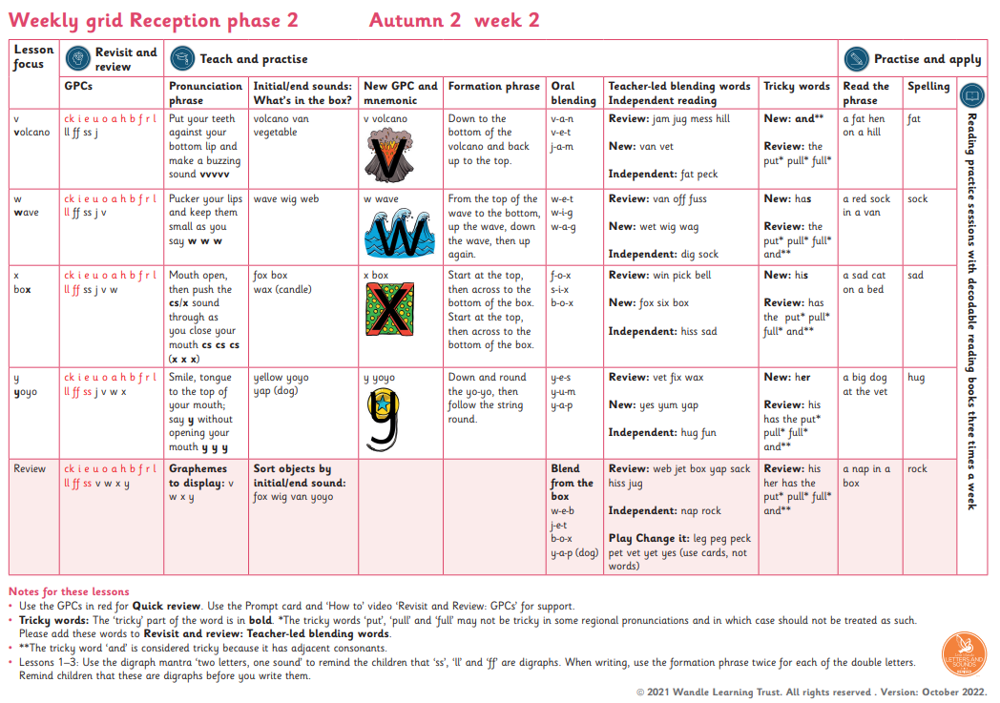 Weekly grid Reception phase 2 Autumn 2 week 2
Lesson focus
Revisit and review
Teach and practise
Practise and apply
GPCs
Pronunciation phrase
Initial/end sounds: What's in the box?
New GPC and mnemonic
Formation phrase
Oral blending
Teacher-led blending words
Independent reading
Tricky words
Read the phrase
Spelling
Reading practice sessions with decodable reading books three times a week
v
volcano
ck i e u o a h b f r l
ll ff ss j
Put your teeth
against your
bottom lip and
make a buzzing
sound vvvvv
volcano van
vegetable
v volcano
v
Down to the
bottom of the
volcano and back
up to the top.
v-a-n
v-e-t
j-a-m
Review: jam jug mess hill
New: van vet
Independent: fat peck
New: and**
Review: the
put* pull* full*
a fat hen
on a hill
fat
w
wave
ck i e u o a h b f r l
ll ff ss j v
Pucker your lips
and keep them
small as you
say w w w
wave wig web
w wave
w
From the top of the
wave to the bottom,
up the wave, down
the wave, then up
again.
w-e-t
w-i-g
w-a-g
Review: van off fuss
New: wet wig wag
Independent: dig sock
New: has
Review: the
put* pull* full*
and**
a red sock
in a van
sock
x
box
ck i e u o a h b f r l
ll ff ss j v w
Mouth open,
then push the
cs/x sound
through as
you close your
mouth cs cs cs
(x x x)
fox box
wax (candle)
x box
x
Start at the top,
then across to the
bottom of the box.
Start at the top,
then across to the
bottom of the box.
f-o-x
s-i-x
b-o-x
Review: win pick bell
New: fox six box
Independent: hiss sad
New: his
Review: has
the put* pull*
full* and**
a sad cat
on a bed
sad
y
yoyo
ck i e u o a h b f r l
ll ff ss j v w x
Smile, tongue
to the top of
your mouth;
say y without
opening your
mouth y y y
yellow yoyo
yap (dog)
y yoyo
y
Down and round
the yo-yo, then
follow the string
round.
y-e-s
y-u-m
y-a-p
Review: vet fix wax
New: yes yum yap
Independent: hug fun
New: her
Review: his
has the put*
pull* full*
and**
a big dog
at the vet
hug
Review
ck i e u o a h b f r l
ll ff ss v w x y
Graphemes
to display: v
w x y
Sort objects by
initial/end sound:
fox wig van yoyo
Blend
from the
box
w-e-b
j-e-t
b-o-x
y-a-p (dog)
Review: web jet box yap sack
hiss jug
Independent: nap rock
Play Change it: leg peg peck
pet vet yet yes (use cards, not
words)
Review: his
her has the
put* pull* full*
and**
a nap in a
box
rock
Notes for these lessons
• Use the GPCs in red for Quick review. Use the Prompt card and 'How to' video 'Revisit and Review: GPCs' for support.
• Tricky words: The 'tricky' part of the word is in bold. *The tricky words 'put', 'pull' and 'full' may not be tricky in some regional pronunciations and in which case should not be treated as such.
Please add these words to Revisit and review: Teacher-led blending words.
• **The tricky word 'and' is considered tricky because it has adjacent consonants.
• Lessons 1–3: Use the digraph mantra 'two letters, one sound' to remind the children that 'ss', 'll' and 'ff' are digraphs. When writing, use the formation phrase twice for each of the double letters.
Remind children that these are digraphs before you write them.
LETTERS AND
SOUNDS
© 2021 Wandle Learning Trust. All rights reserved . Version: October 2022.